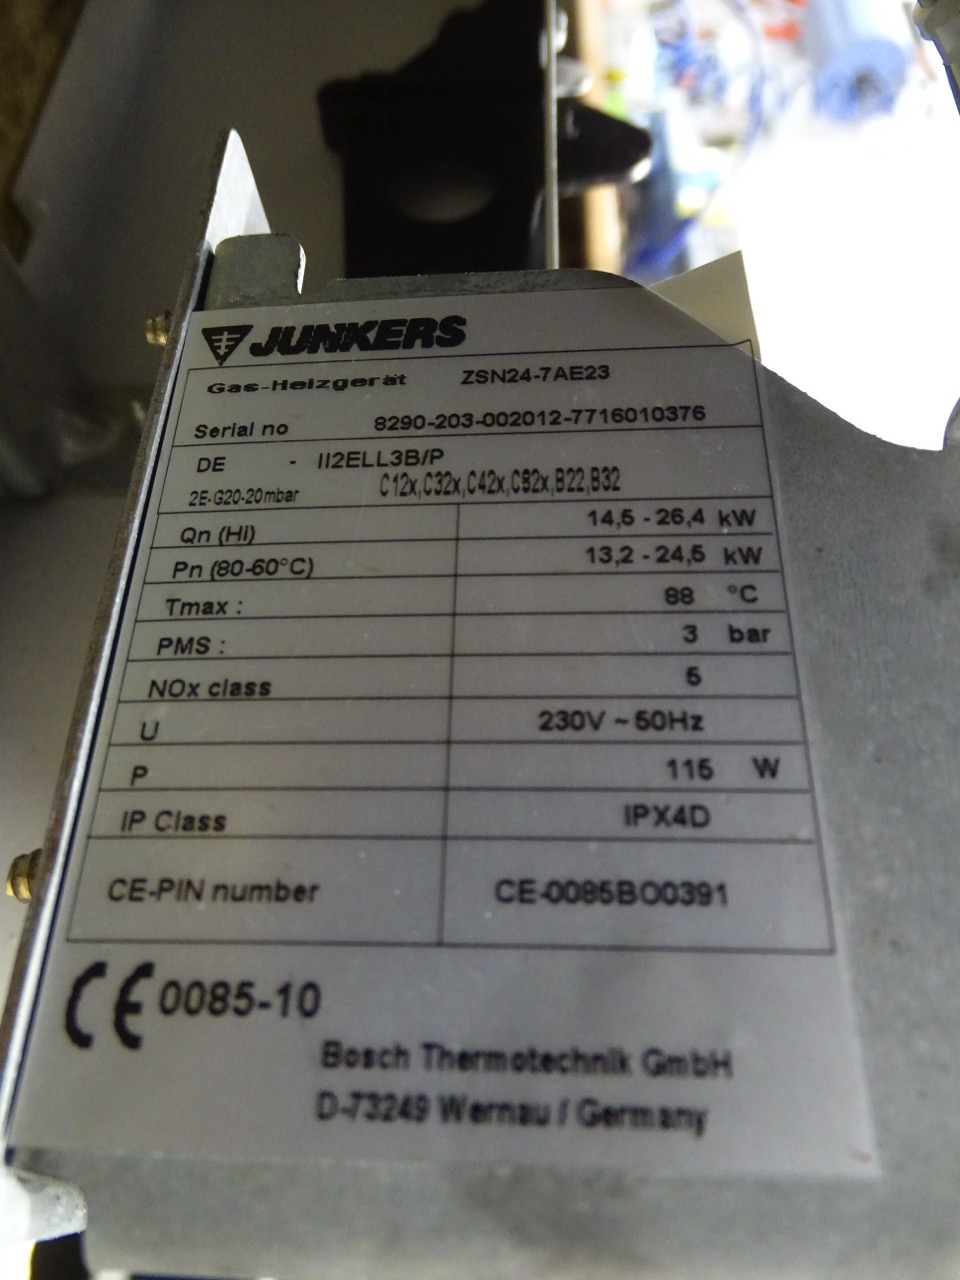 JUNKERS
Gas-Heizgerät ZSN24-7AE23
Serial no 8290-203-002012-7716010376
DE - II2ELL3B/P
2E-G20-20mbar C12x,C32x,C42x,C82x,B22,B32
Qn (Hi) 14,5 - 26,4 kW
Pn (80-60°C) 13,2 - 24,5 kW
Tmax : 88 °C
PMS : 3 bar
NOx class 5
U 230V ~ 50Hz
P 115 W
IP Class IPX4D
CE-PIN number CE-0085BO0391
CE 0085-10
Bosch Thermotechnik GmbH
D-73249 Wernau / Germany